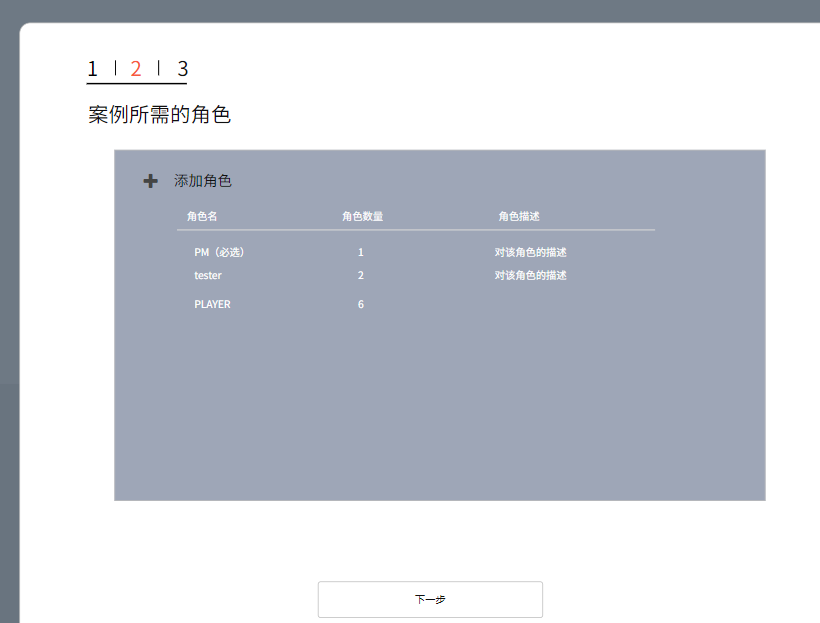 1 | 2 | 3
案例所需的角色
添加角色
角色名 角色数量 角色描述
PM（必选） 1 对该角色的描述
tester 2 对该角色的描述
PLAYER 6
下一步